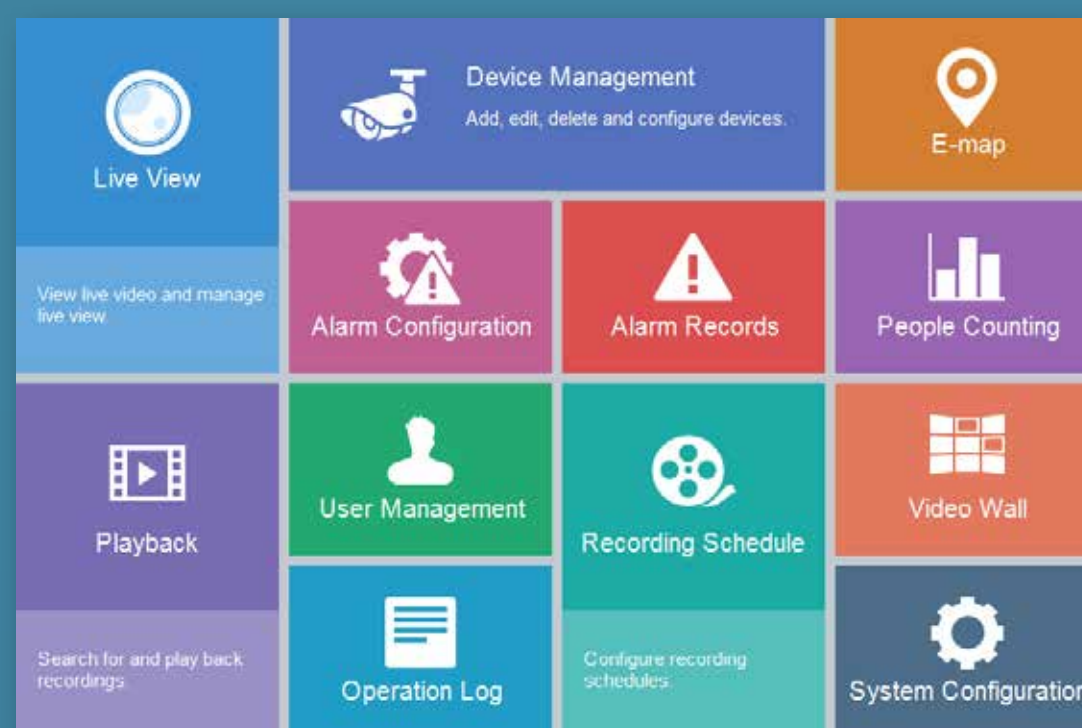 Live View
View live video and manage
live view.
Device Management
Add, edit, delete and configure devices.
E-map
Alarm Configuration
Alarm Records
People Counting
Playback
Search for and play back
recordings.
User Management
Recording Schedule
Configure recording
schedules.
Video Wall
Operation Log
System Configuration